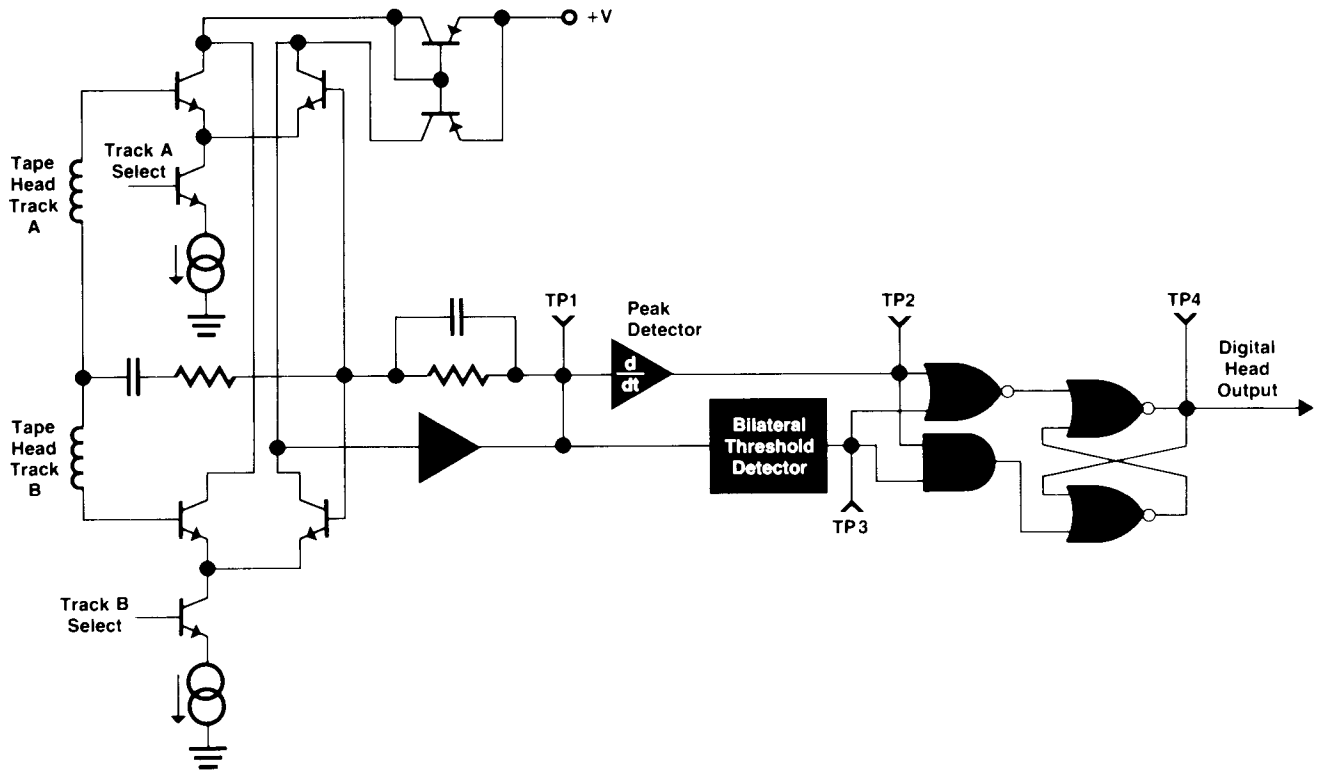 +V
Track A
Select
Tape
Head
Track
A
TP1
Peak
Detector
d
dt
TP2
TP4
Digital
Head
Output
Bilateral
Threshold
Detector
TP3
Tape
Head
Track
B
Track B
Select